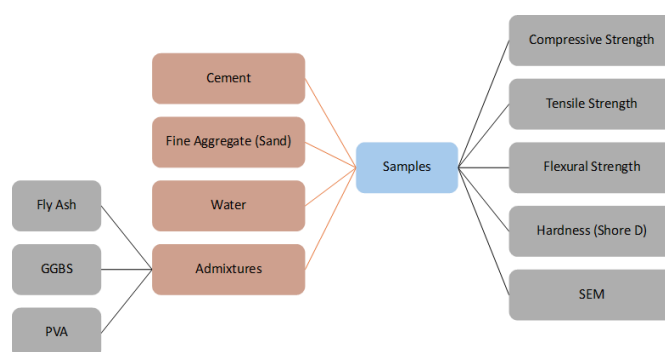 Compressive Strength
Cement
Tensile Strength
Fine Aggregate (Sand)
Samples
Flexural Strength
Fly Ash
Water
Hardness (Shore D)
GGBS
Admixtures
SEM
PVA